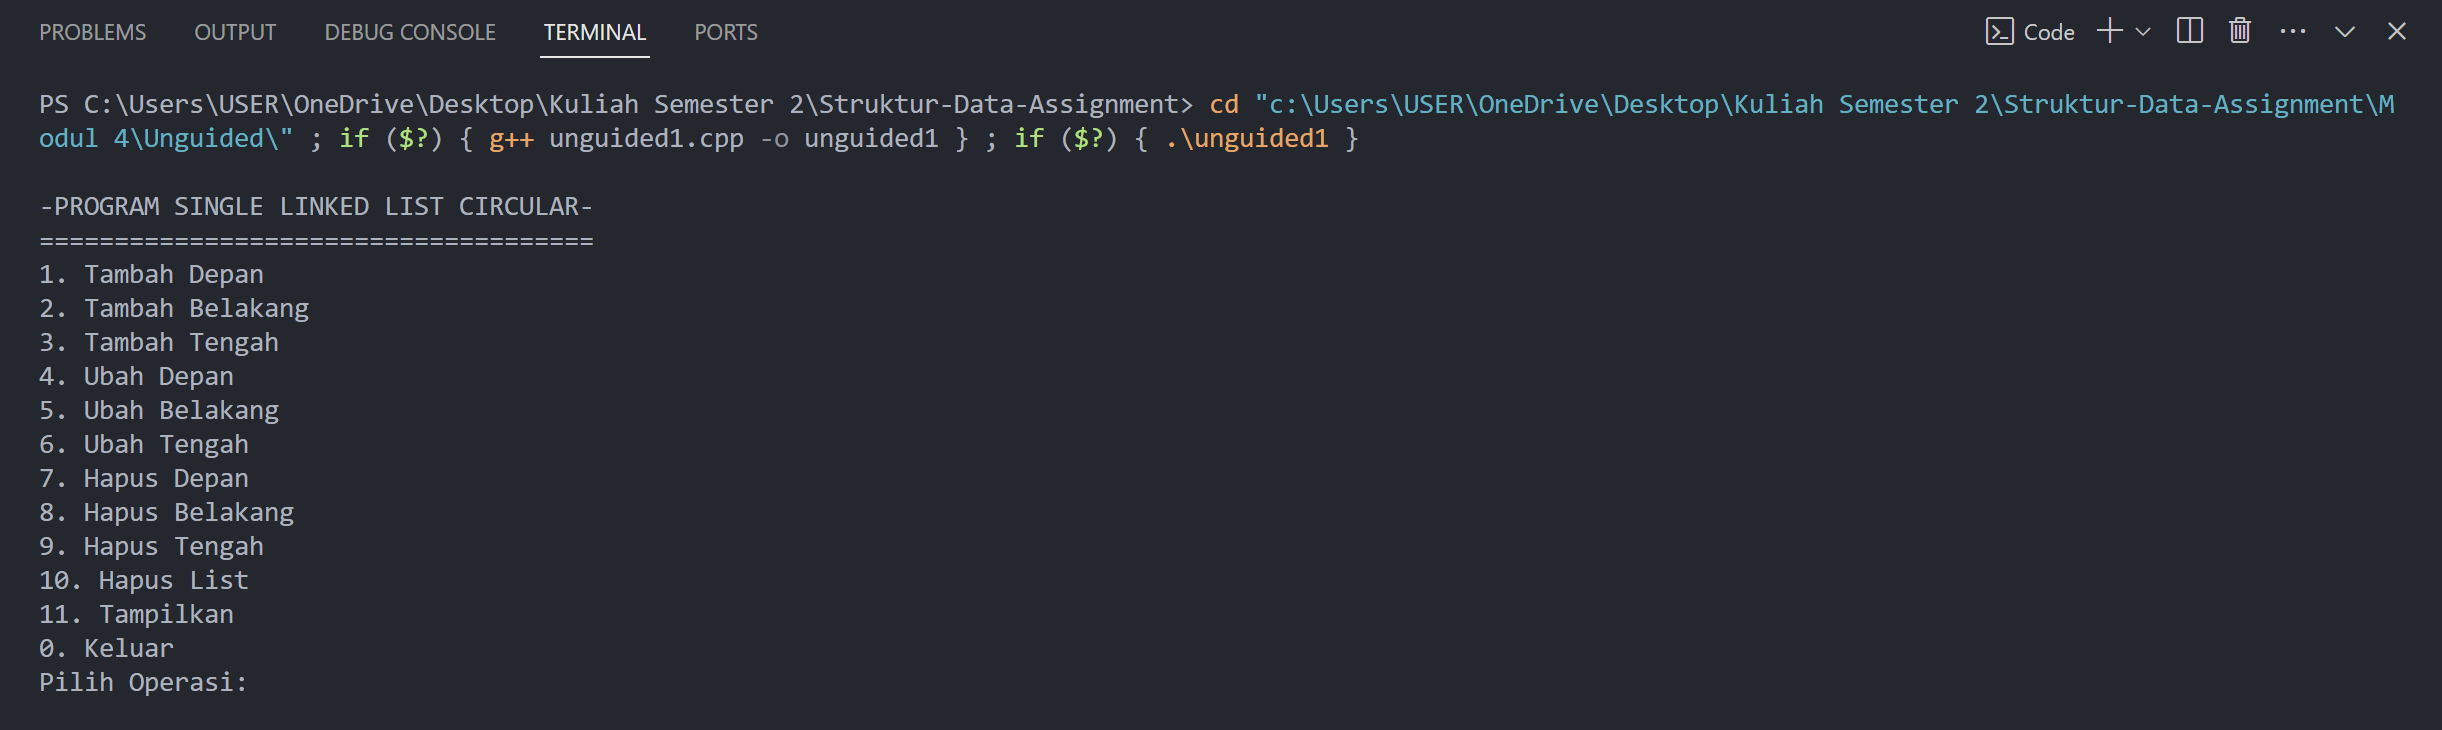 PROBLEMS OUTPUT DEBUG CONSOLE TERMINAL PORTS Code
PS C:\Users\USER\OneDrive\Desktop\Kuliah Semester 2\Struktur-Data-Assignment> cd "c:\Users\USER\OneDrive\Desktop\Kuliah Semester 2\Struktur-Data-Assignment\M
odul 4\Unguided\" ; if ($?) { g++ unguided1.cpp -o unguided1 } ; if ($?) { .\unguided1 }
-PROGRAM SINGLE LINKED LIST CIRCULAR-
=====================================
1. Tambah Depan
2. Tambah Belakang
3. Tambah Tengah
4. Ubah Depan
5. Ubah Belakang
6. Ubah Tengah
7. Hapus Depan
8. Hapus Belakang
9. Hapus Tengah
10. Hapus List
11. Tampilkan
0. Keluar
Pilih Operasi: